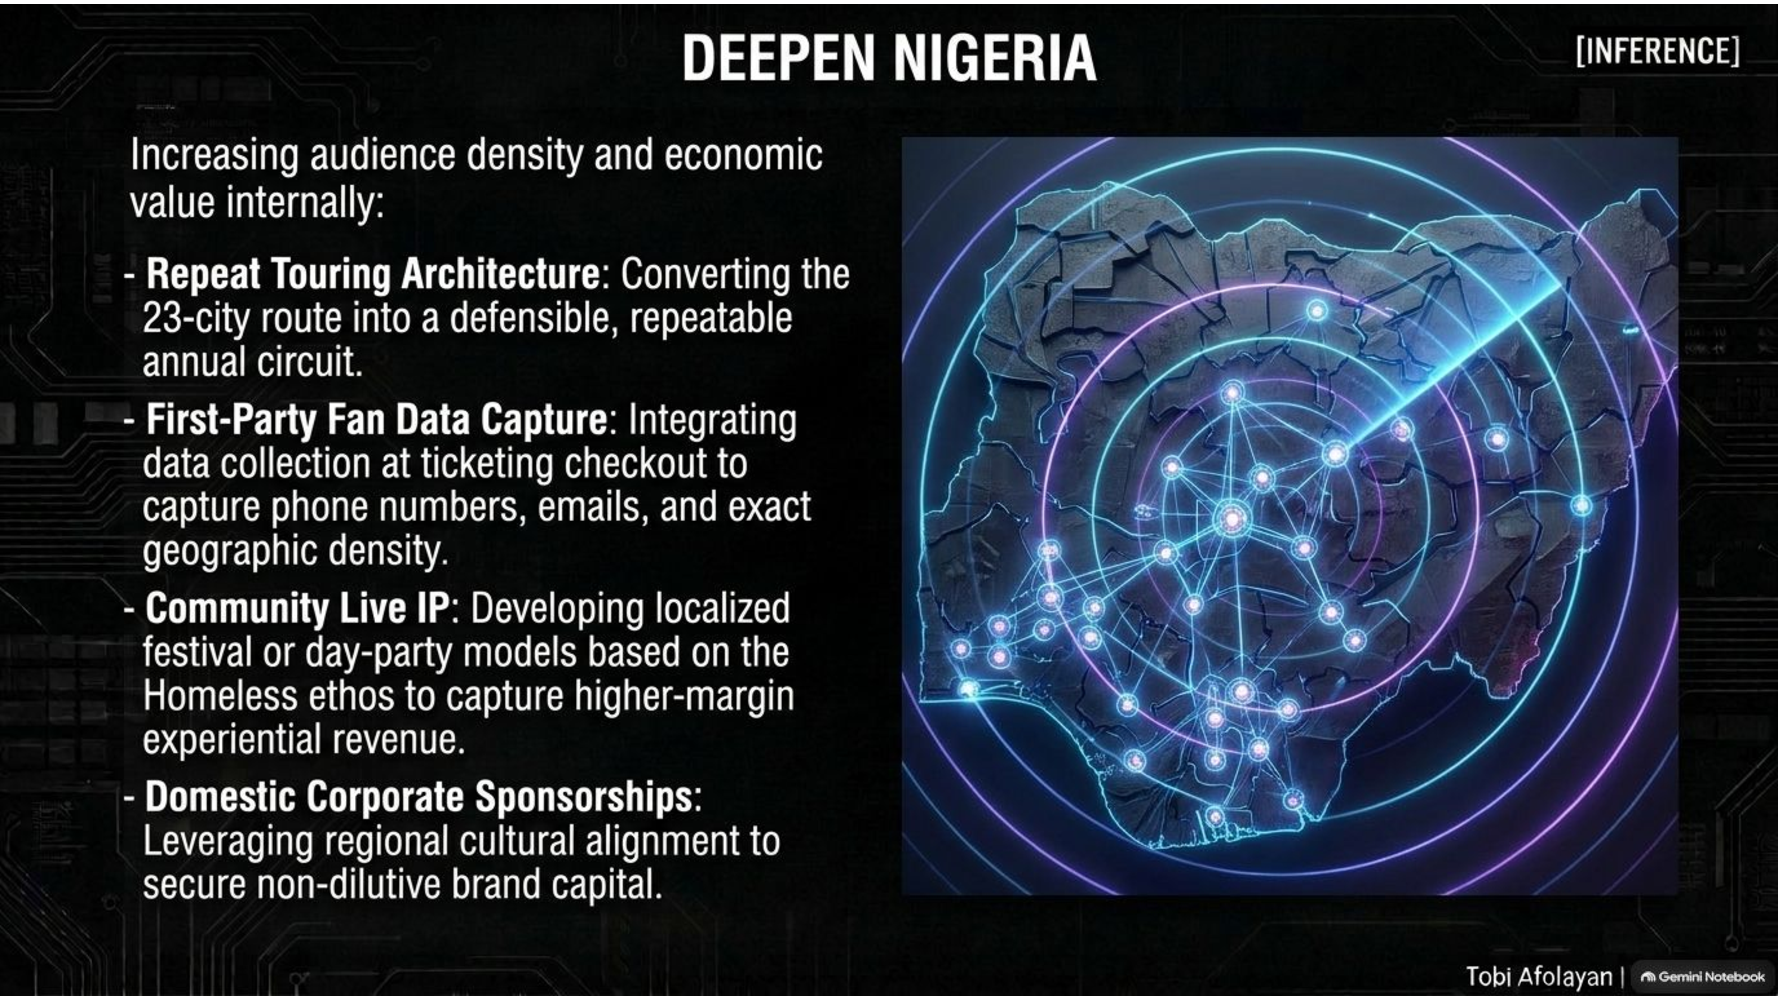 DEEPEN NIGERIA
[INFERENCE]
Increasing audience density and economic
value internally:
- Repeat Touring Architecture: Converting the
23-city route into a defensible, repeatable
annual circuit.
- First-Party Fan Data Capture: Integrating
data collection at ticketing checkout to
capture phone numbers, emails, and exact
geographic density.
- Community Live IP: Developing localized
festival or day-party models based on the
Homeless ethos to capture higher-margin
experiential revenue.
- Domestic Corporate Sponsorships:
Leveraging regional cultural alignment to
secure non-dilutive brand capital.
Tobi Afolayan | Gemini Notebook